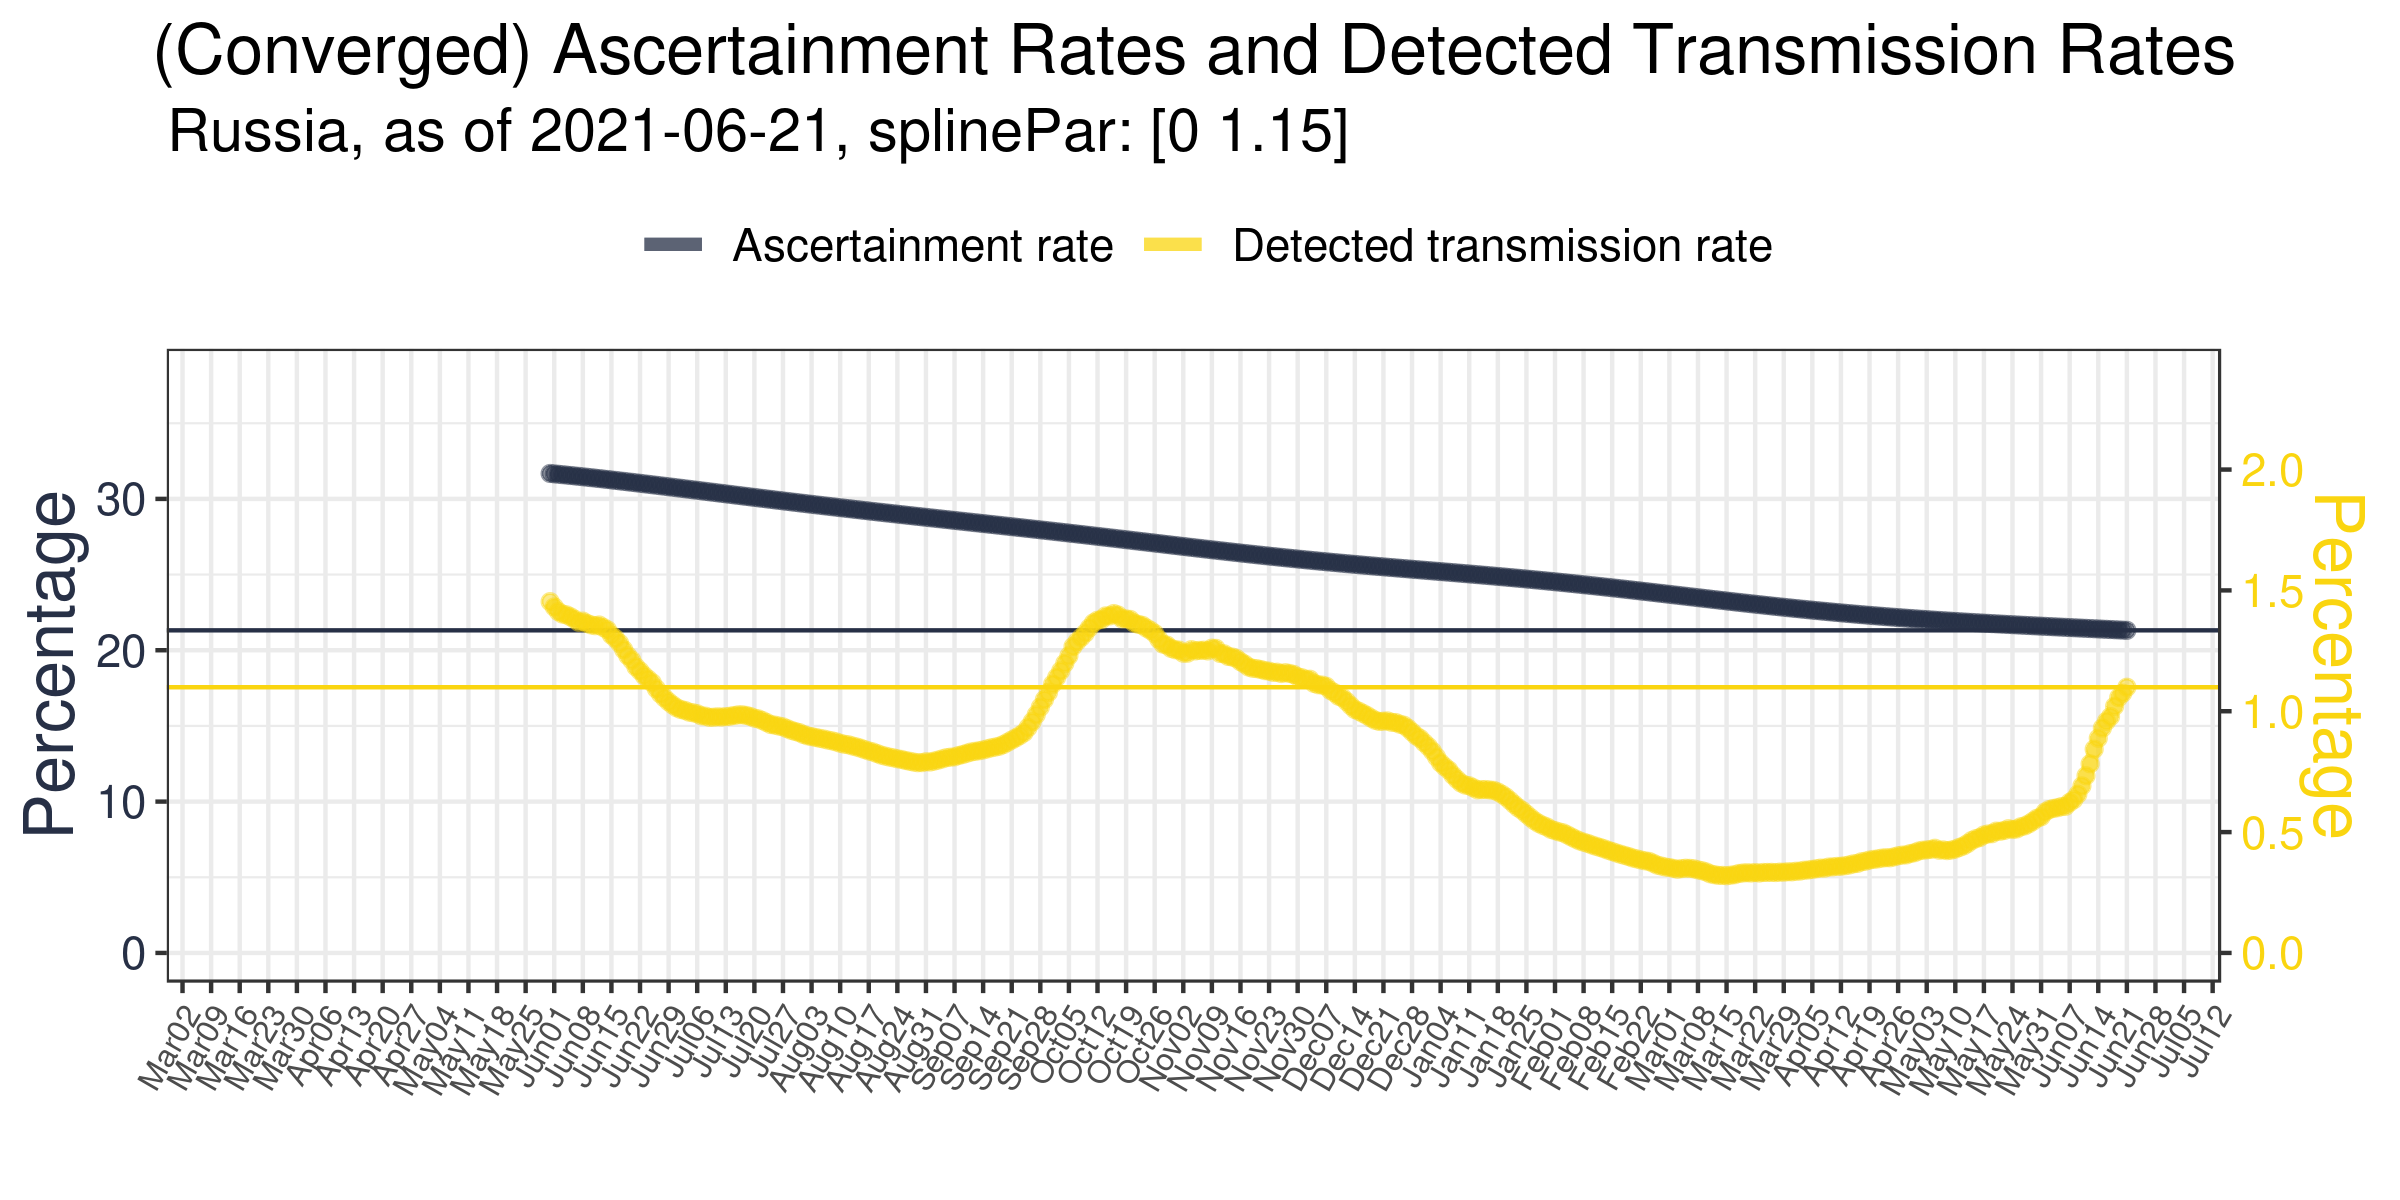 (Converged) Ascertainment Rates and Detected Transmission Rates
Russia, as of 2021-06-21, splinePar: [0 1.15]
Ascertainment rate
Detected transmission rate
Percentage
30
20
10
0
2.0
1.5
1.0
0.5
0.0
Percentage
Mar02
Mar09
Mar16
Mar23
Mar30
Apr06
Apr13
Apr20
Apr27
May04
May11
May18
May25
Jun01
Jun08
Jun15
Jun22
Jun29
Jul06
Jul13
Jul20
Jul27
Aug03
Aug10
Aug17
Aug24
Aug31
Sep07
Sep14
Sep21
Sep28
Oct05
Oct12
Oct19
Oct26
Nov02
Nov09
Nov16
Nov23
Nov30
Dec07
Dec14
Dec21
Dec28
Jan04
Jan11
Jan18
Jan25
Feb01
Feb08
Feb15
Feb22
Mar01
Mar08
Mar15
Mar22
Mar29
Apr05
Apr12
Apr19
Apr26
May03
May10
May17
May24
May31
Jun07
Jun14
Jun21
Jun28
Jul05
Jul12